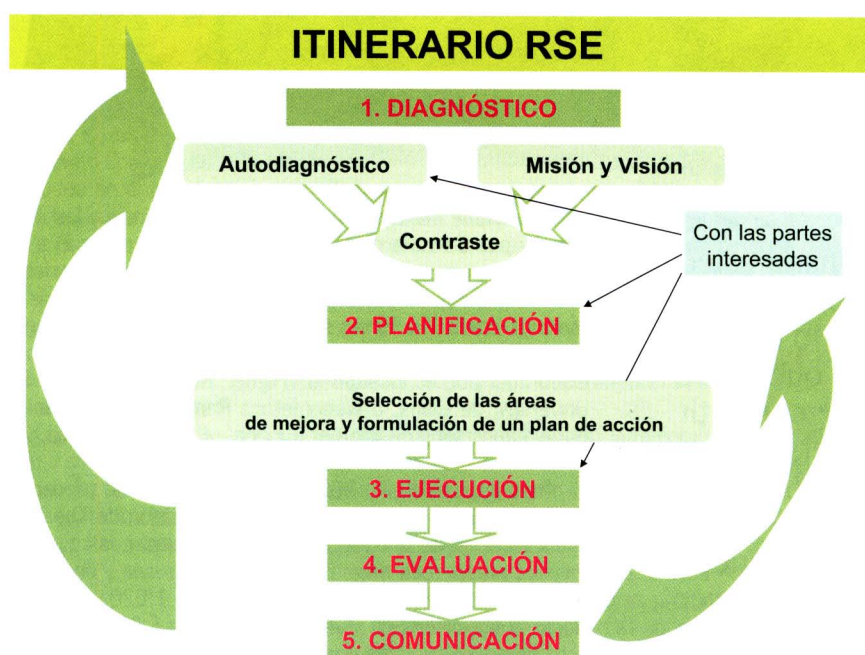 ITINERARIO RSE
1. DIAGNÓSTICO
Autodiagnóstico
Misión y Visión
Contraste
Con las partes
interesadas
2. PLANIFICACIÓN
Selección de las áreas
de mejora y formulación de un plan de acción
3. EJECUCIÓN
4. EVALUACIÓN
5. COMUNICACIÓN